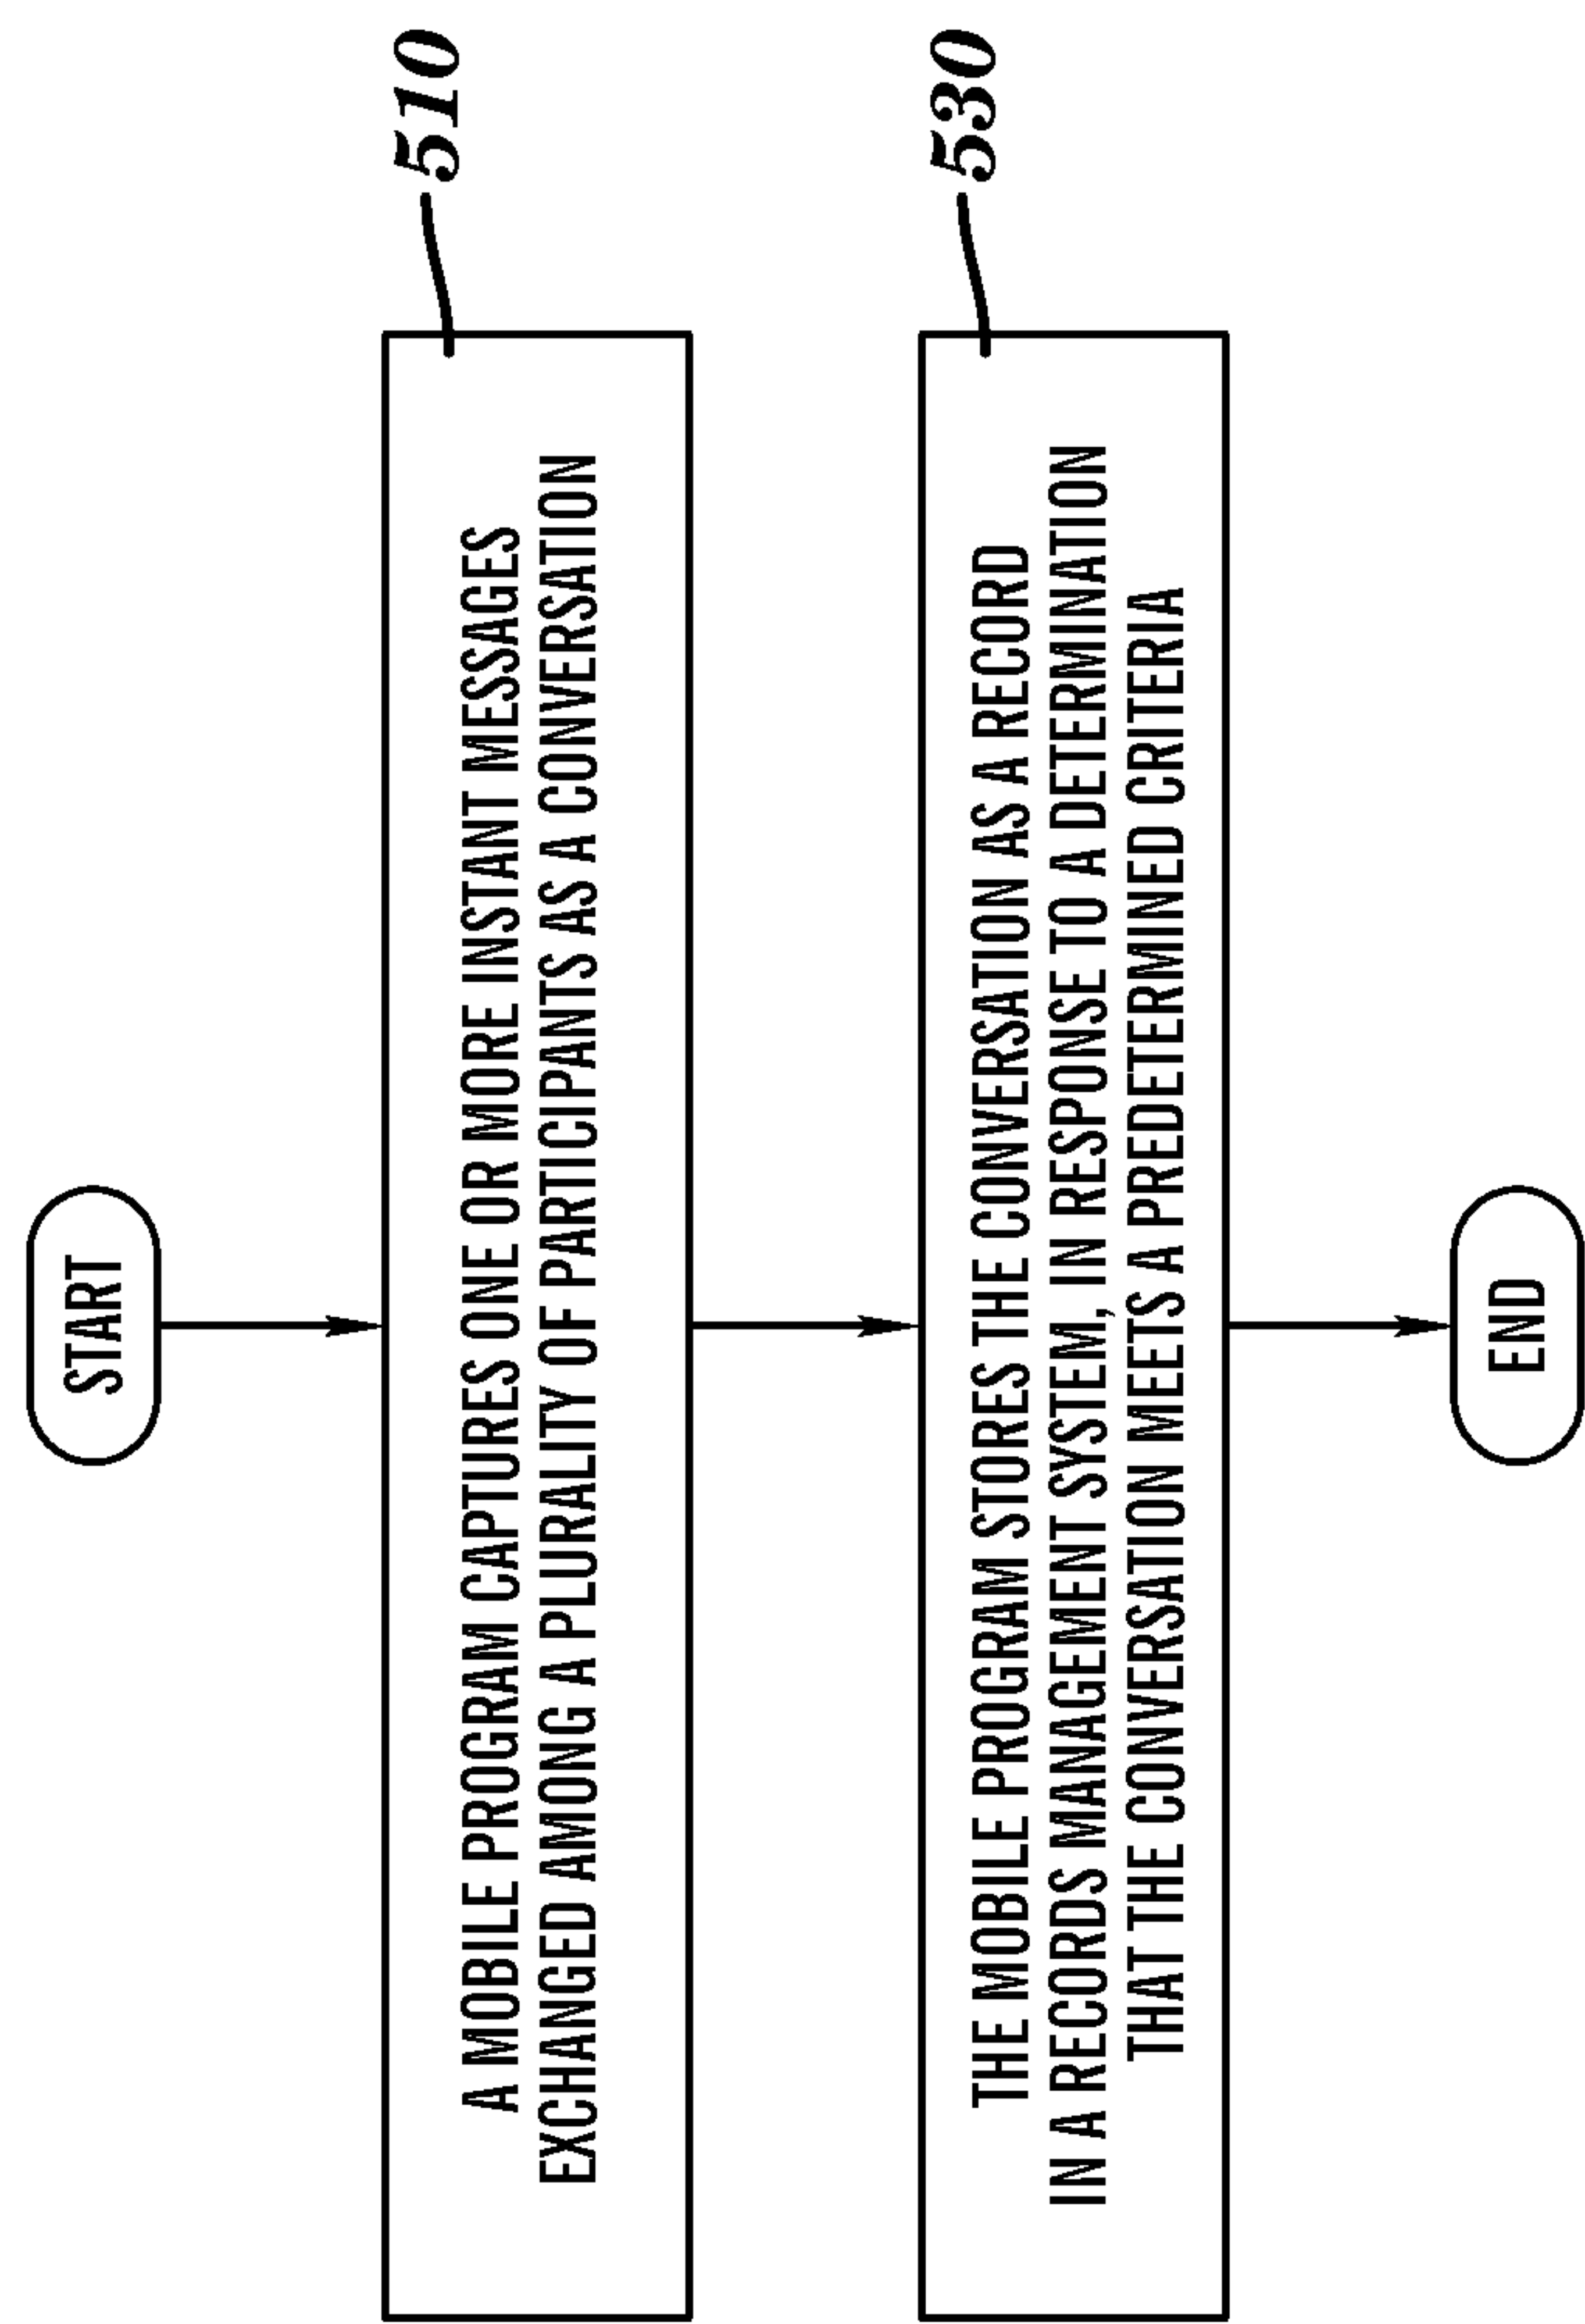 START
510
A MOBILE PROGRAM CAPTURES ONE OR MORE INSTANT MESSAGES
EXCHANGED AMONG A PLURALITY OF PARTICIPANTS AS A CONVERSATION
530
THE MOBILE PROGRAM STORES THE CONVERSATION AS A RECORD
IN A RECORDS MANAGEMENT SYSTEM, IN RESPONSE TO A DETERMINATION
THAT THE CONVERSATION MEETS A PREDETERMINED CRITERIA
END